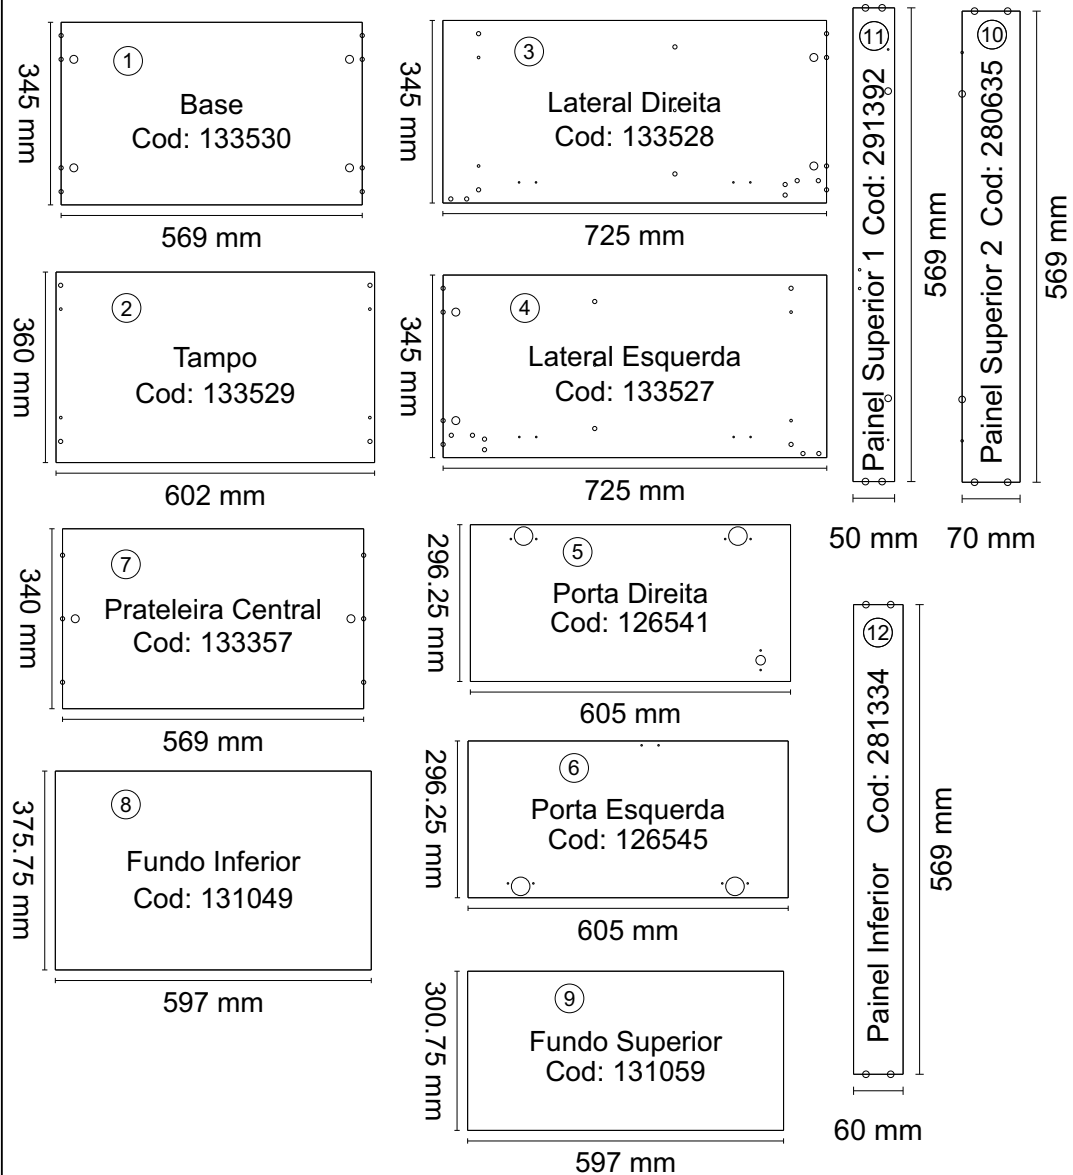 345 mm
1
Base
Cod: 133530
569 mm
345 mm
3
Lateral Direita
Cod: 133528
725 mm
11
Painel Superior 1 Cod: 291392
569 mm
50 mm
10
Painel Superior 2 Cod: 280635
569 mm
70 mm
360 mm
2
Tampo
Cod: 133529
602 mm
345 mm
4
Lateral Esquerda
Cod: 133527
725 mm
340 mm
7
Prateleira Central
Cod: 133357
569 mm
296.25 mm
5
Porta Direita
Cod: 126541
605 mm
296.25 mm
6
Porta Esquerda
Cod: 126545
605 mm
12
Painel Inferior Cod: 281334
569 mm
60 mm
375.75 mm
8
Fundo Inferior
Cod: 131049
597 mm
300.75 mm
9
Fundo Superior
Cod: 131059
597 mm